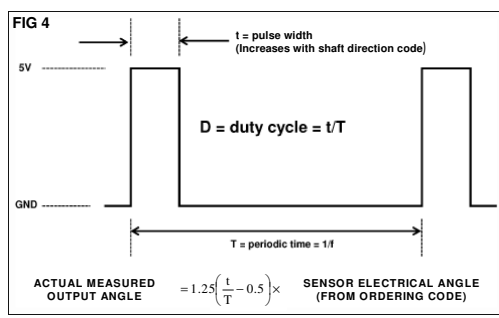 FIG 4
t = pulse width
(Increases with shaft direction code)
5V
D = duty cycle = t/T
GND
T = periodic time = 1/f
ACTUAL MEASURED
OUTPUT ANGLE
=1.25(t/T−0.5)×
SENSOR ELECTRICAL ANGLE
(FROM ORDERING CODE)